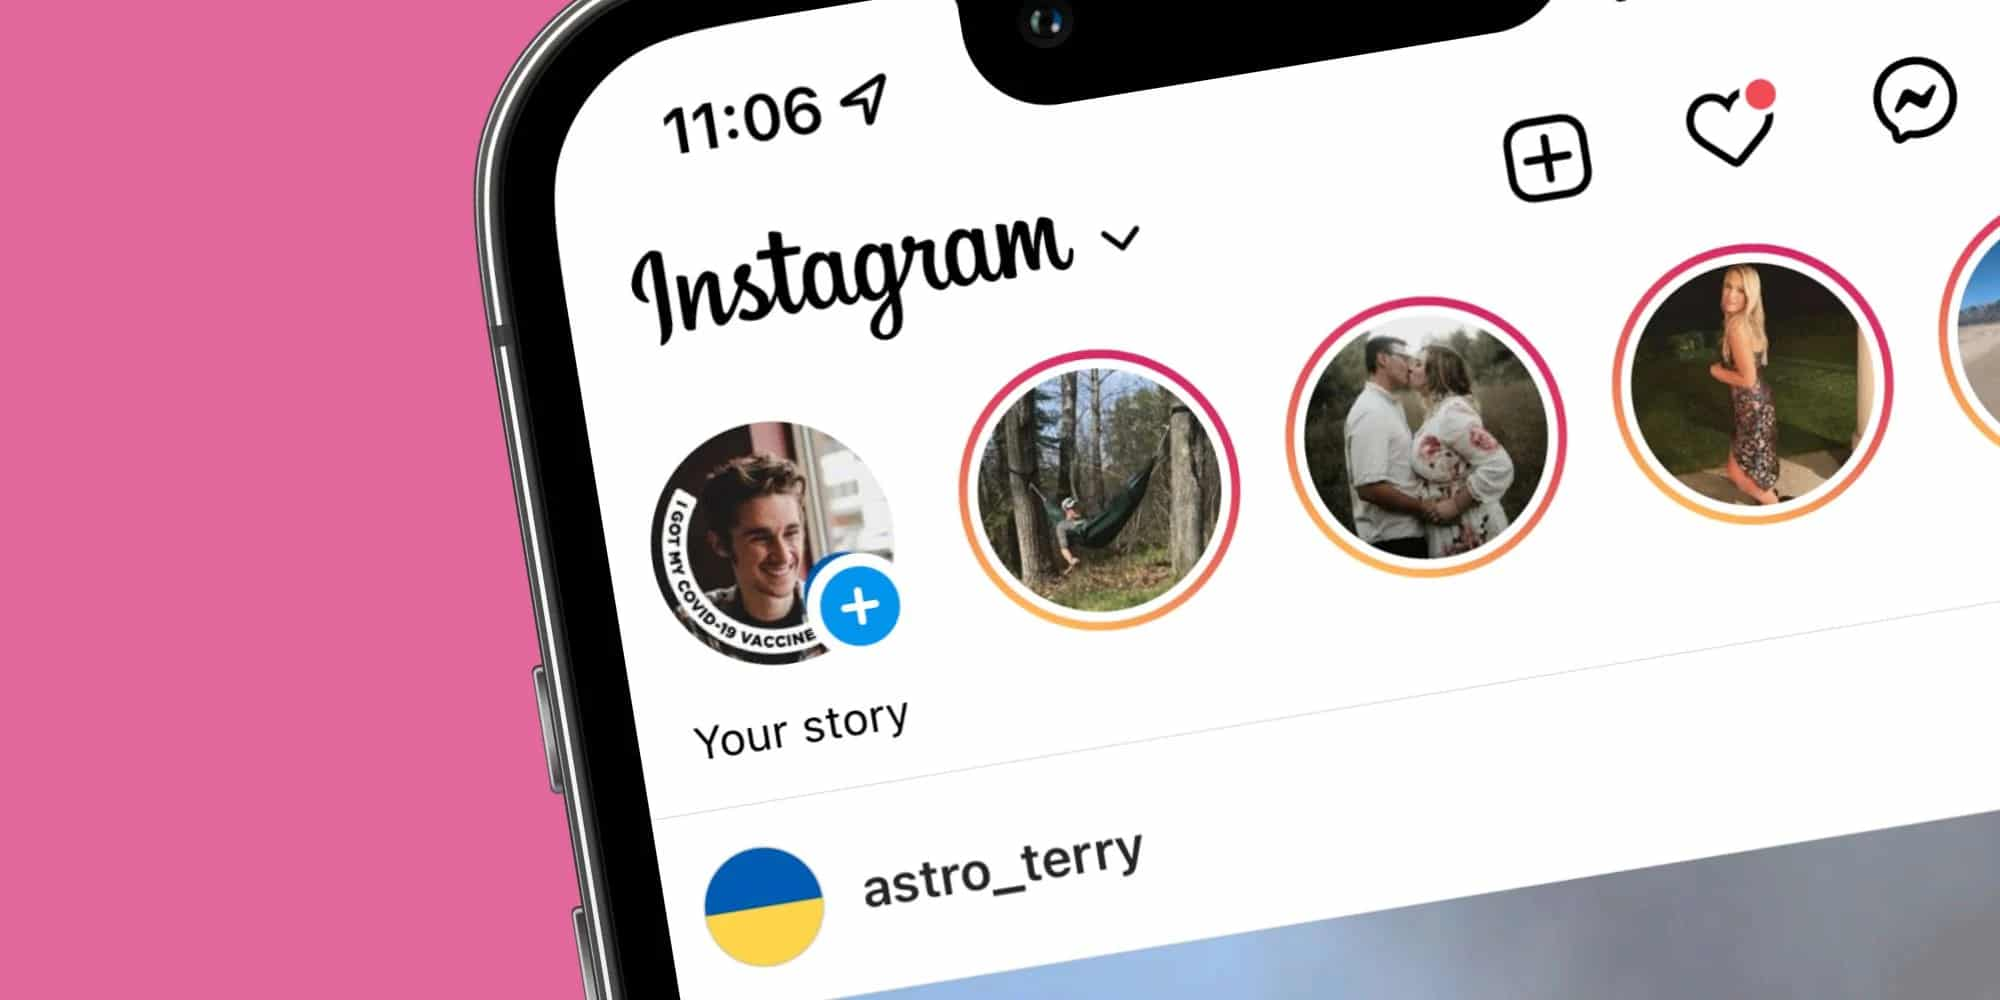 11:06
Instagram
I GOT MY COVID-19 VACCINE
Your story
astro_terry